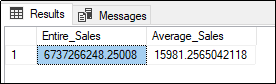 Results Messages
Entire_Sales Average_Sales
1 6737266248.25008 15981.2565042118